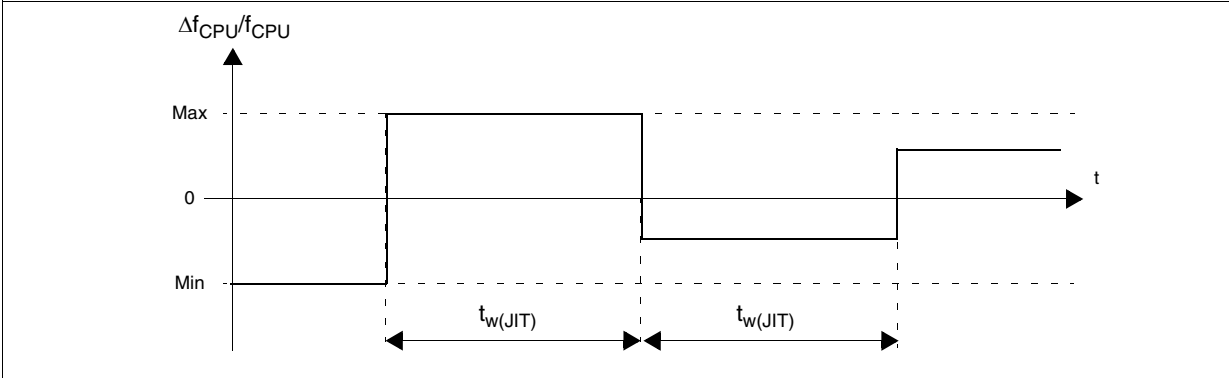 Δf_CPU/f_CPU
Max
0
t
Min
t_w(JIT) t_w(JIT)